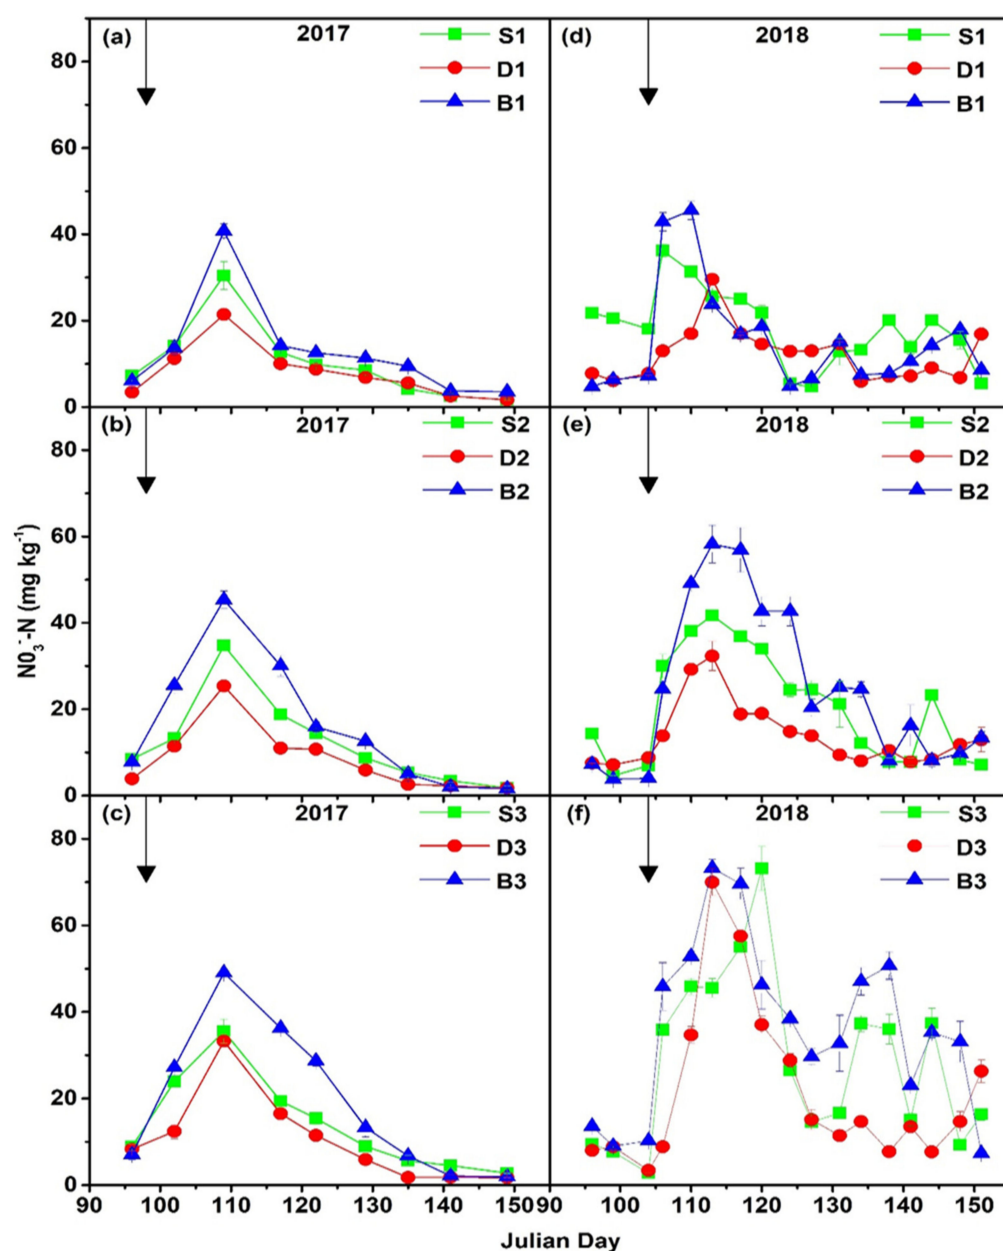 (a) 2017 S1
D1
B1
(d) 2018 S1
D1
B1
80
60
40
20
0
(b) 2017 S2
D2
B2
(e) 2018 S2
D2
B2
80
60
40
20
0
N0₃⁻-N (mg kg⁻¹)
(c) 2017 S3
D3
B3
(f) 2018 S3
D3
B3
80
60
40
20
0
90 100 110 120 130 140 150 90 100 110 120 130 140 150
Julian Day